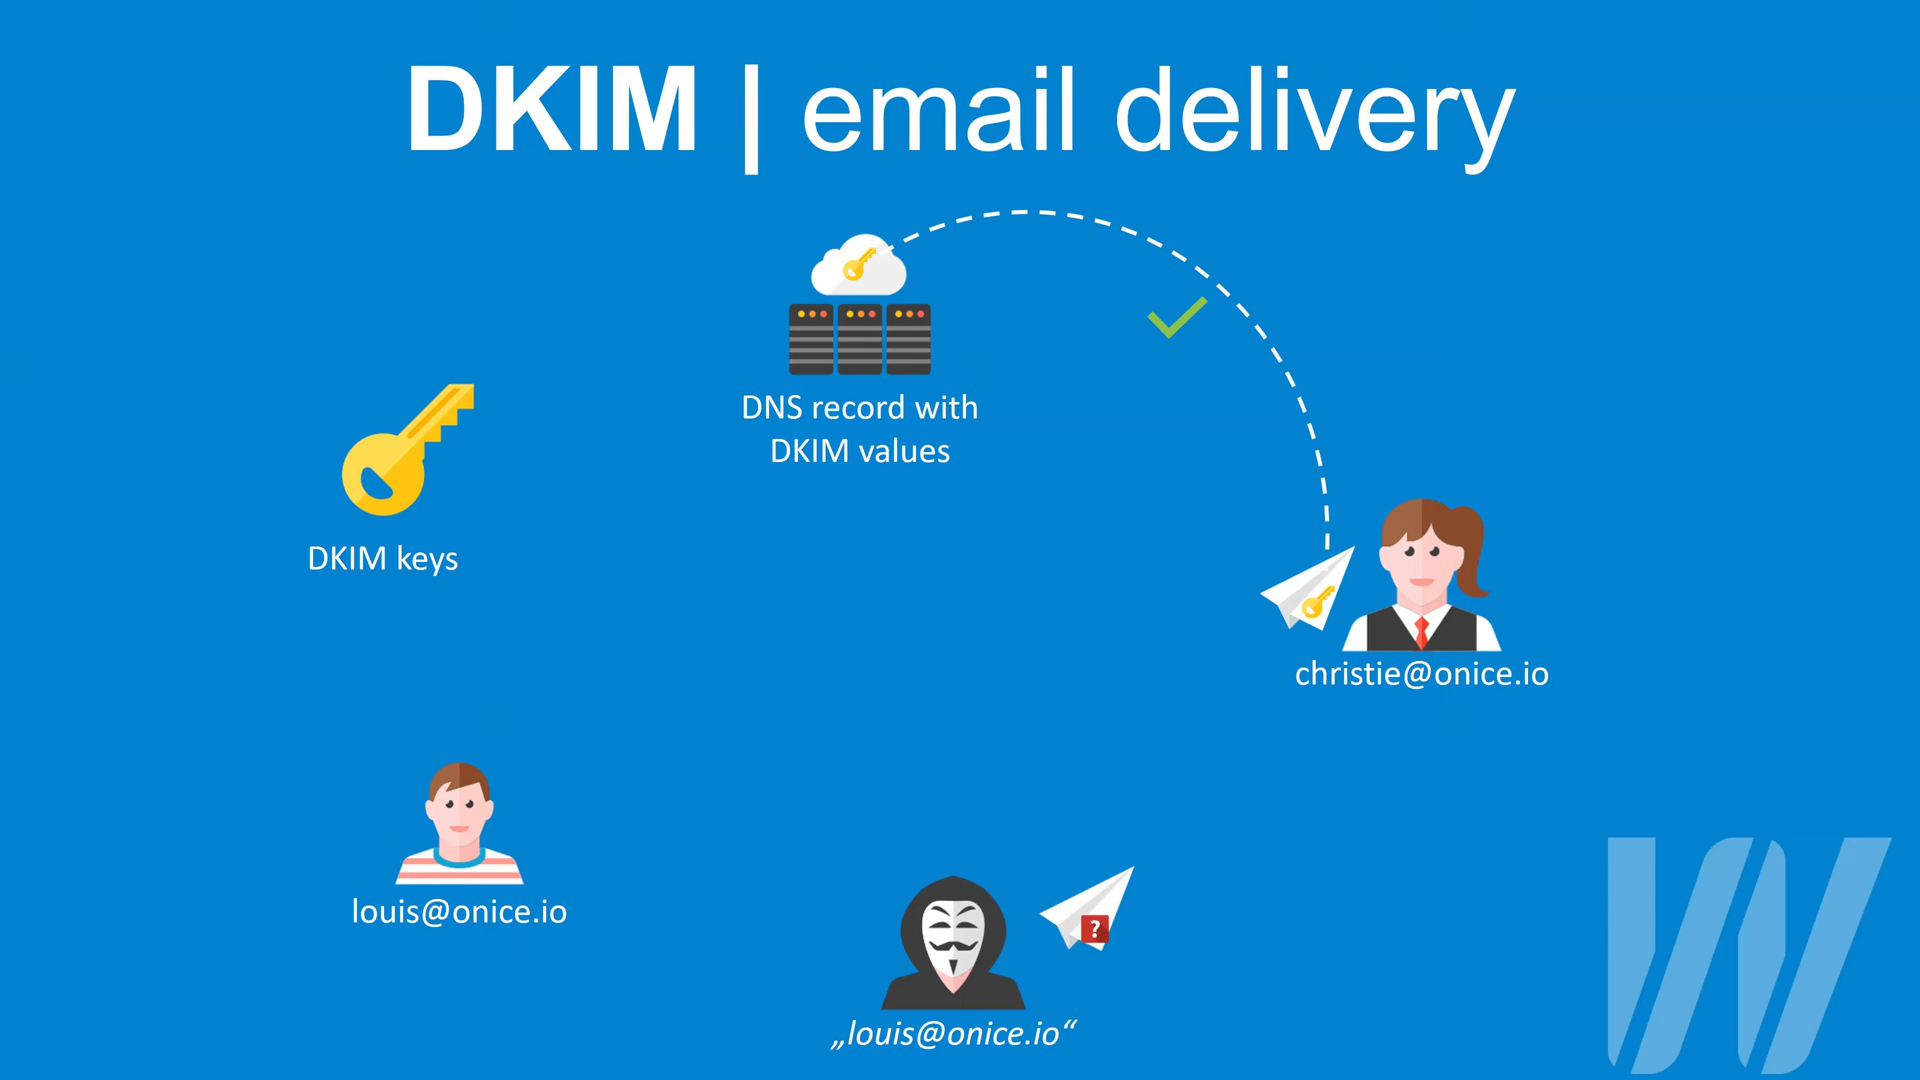 DKIM | email delivery
DNS record with
DKIM values
DKIM keys
christie@onice.io
louis@onice.io
?
„louis@onice.io“